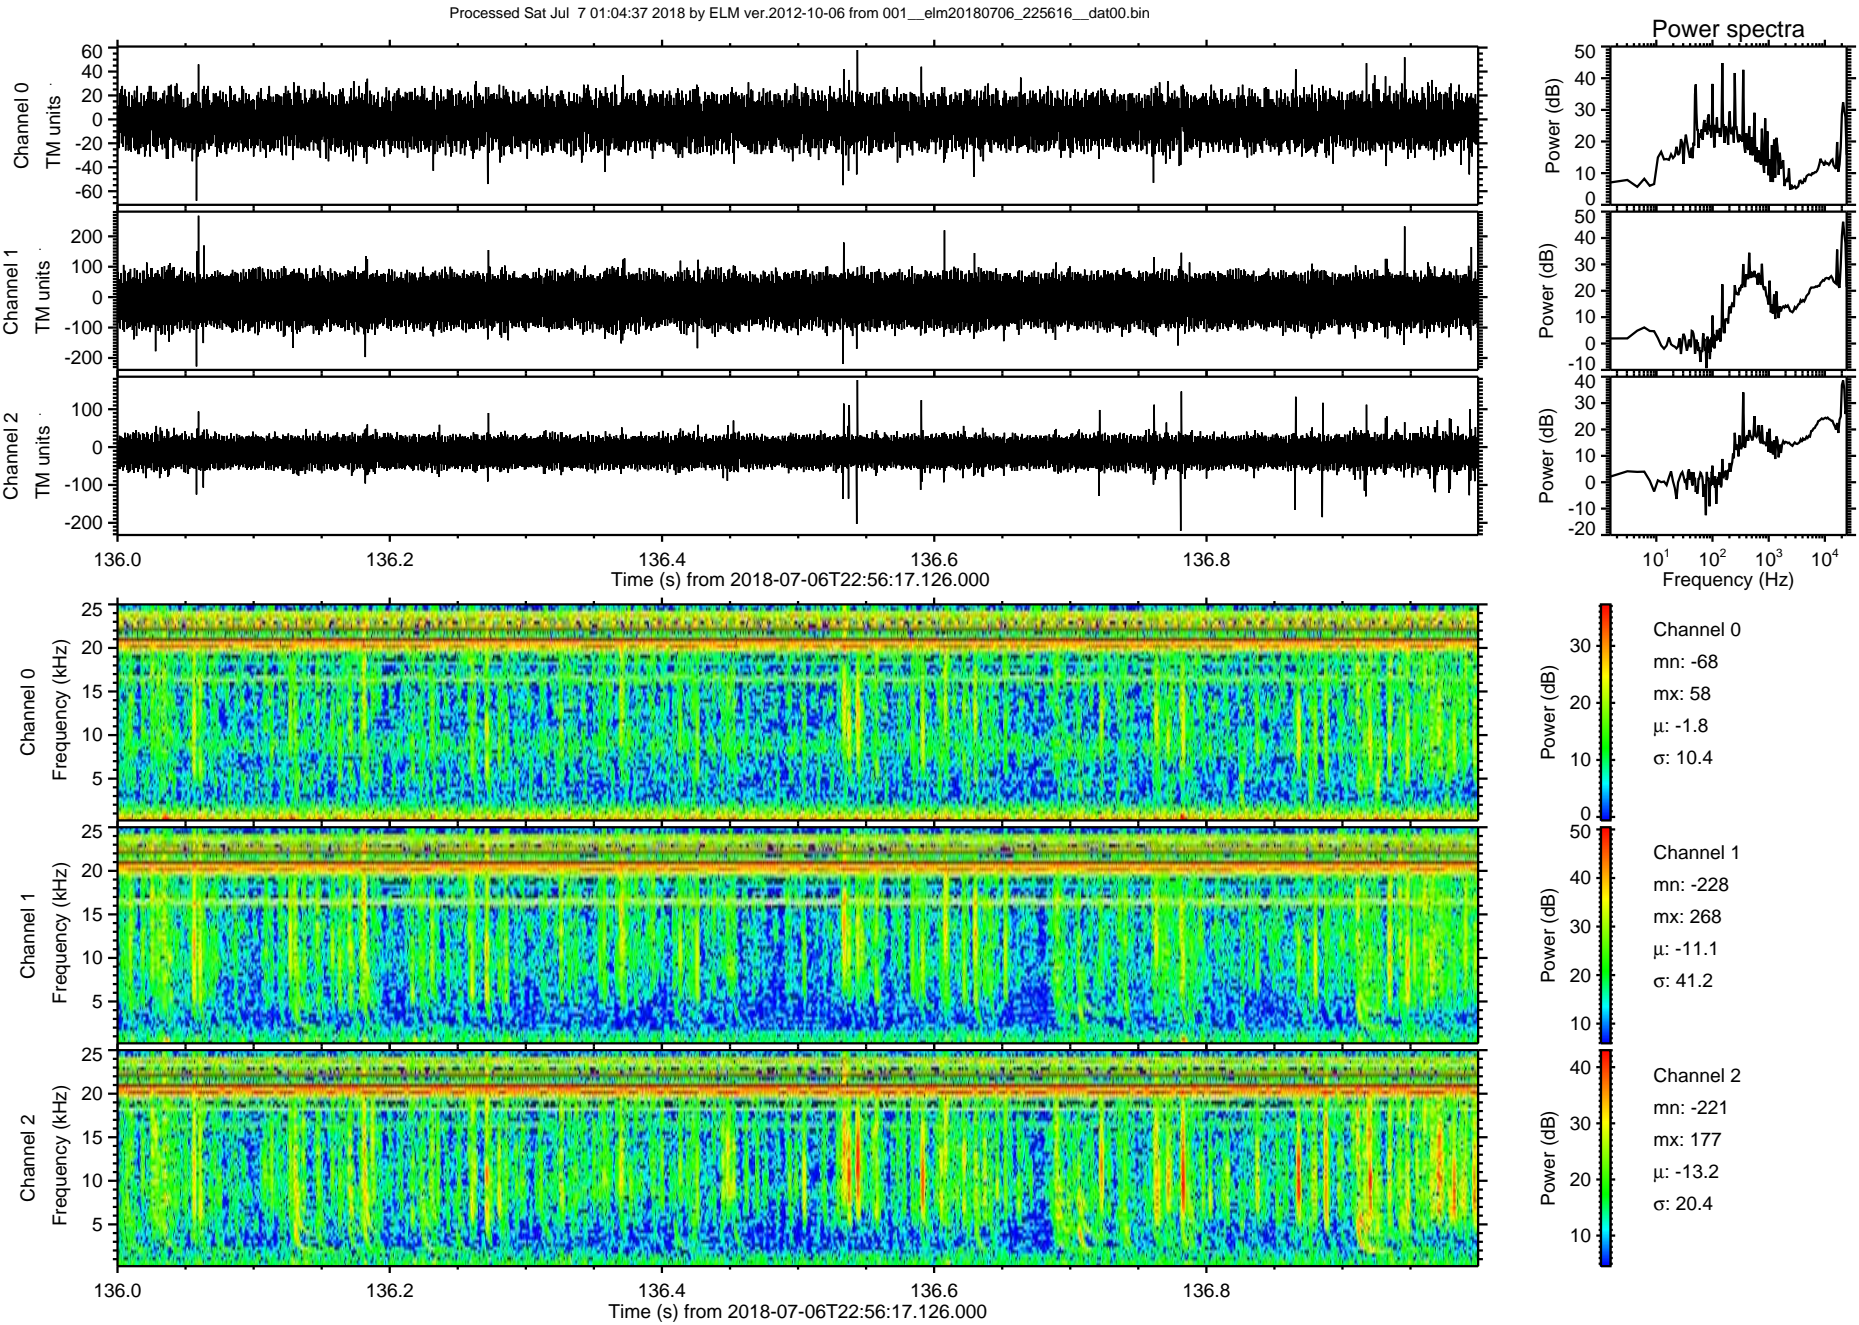 Processed Sat Jul  7 01:04:37 2018 by ELM ver.2012-10-06 from 001__elm20180706_225616__dat00.bin
Power spectra
Channel 0
TM units
60
40
20
0
-20
-40
-60
Power (dB)
50
40
30
20
10
0
Channel 1
TM units
200
100
0
-100
-200
Power (dB)
50
40
30
20
10
0
-10
Channel 2
TM units
100
0
-100
-200
Power (dB)
40
30
20
10
0
-10
-20
136.0 136.2 136.4 136.6 136.8
Time (s) from 2018-07-06T22:56:17.126.000
10^1 10^2 10^3 10^4
Frequency (Hz)
Channel 0
Frequency (kHz)
25
20
15
10
5
Power (dB)
30
20
10
0
Channel 0
mn: -68
mx: 58
μ: -1.8
σ: 10.4
Channel 1
Frequency (kHz)
25
20
15
10
5
Power (dB)
50
40
30
20
10
Channel 1
mn: -228
mx: 268
μ: -11.1
σ: 41.2
Channel 2
Frequency (kHz)
25
20
15
10
5
Power (dB)
40
30
20
10
Channel 2
mn: -221
mx: 177
μ: -13.2
σ: 20.4
136.0 136.2 136.4 136.6 136.8
Time (s) from 2018-07-06T22:56:17.126.000